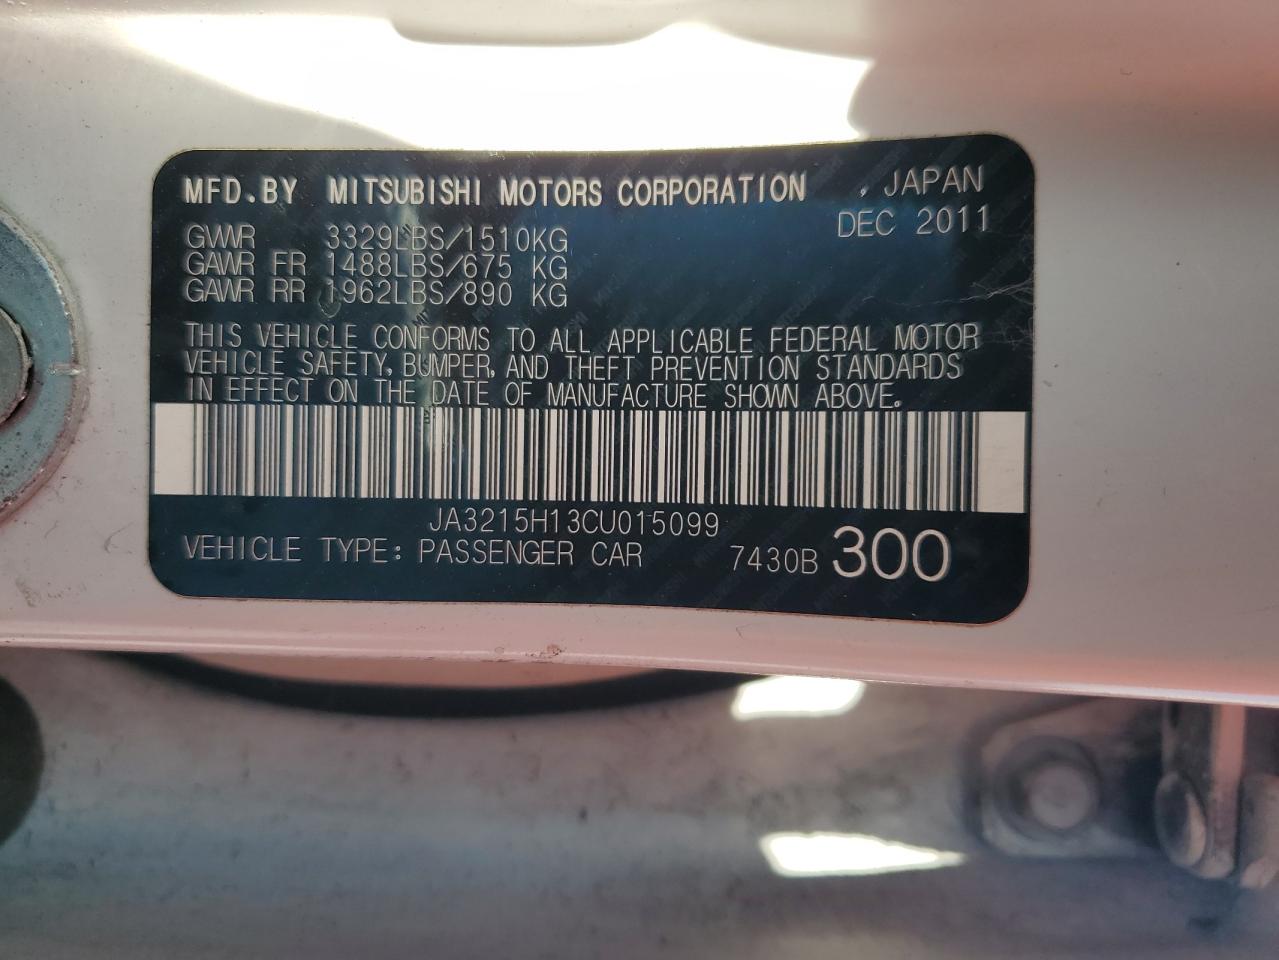 MFD.BY MITSUBISHI MOTORS CORPORATION , JAPAN
DEC 2011
GVWR 3329LBS/1510KG
GAWR FR 1488LBS/675 KG
GAWR RR 1962LBS/890 KG
THIS VEHICLE CONFORMS TO ALL APPLICABLE FEDERAL MOTOR
VEHICLE SAFETY, BUMPER, AND THEFT PREVENTION STANDARDS
IN EFFECT ON THE DATE OF MANUFACTURE SHOWN ABOVE.
JA3215H13CU015099
VEHICLE TYPE: PASSENGER CAR 7430B 300